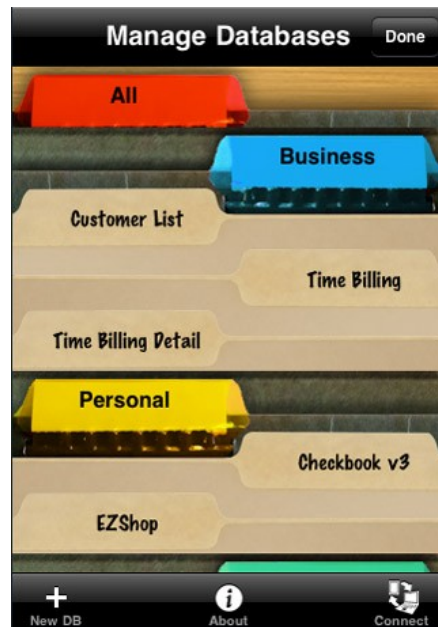 Manage Databases Done
All
Business
Customer List
Time Billing
Time Billing Detail
Personal
Checkbook v3
EZShop
New DB About Connect